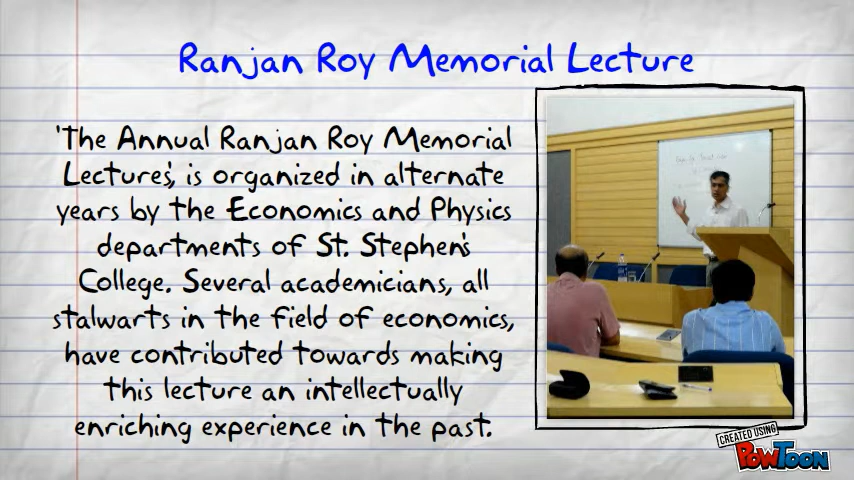 Ranjan Roy Memorial Lecture
'The Annual Ranjan Roy Memorial
Lectures', is organized in alternate
years by the Economics and Physics
departments of St. Stephen's
College. Several academicians, all
stalwarts in the field of economics,
have contributed towards making
this lecture an intellectually
enriching experience in the past.
CREATED USING
POWTOON